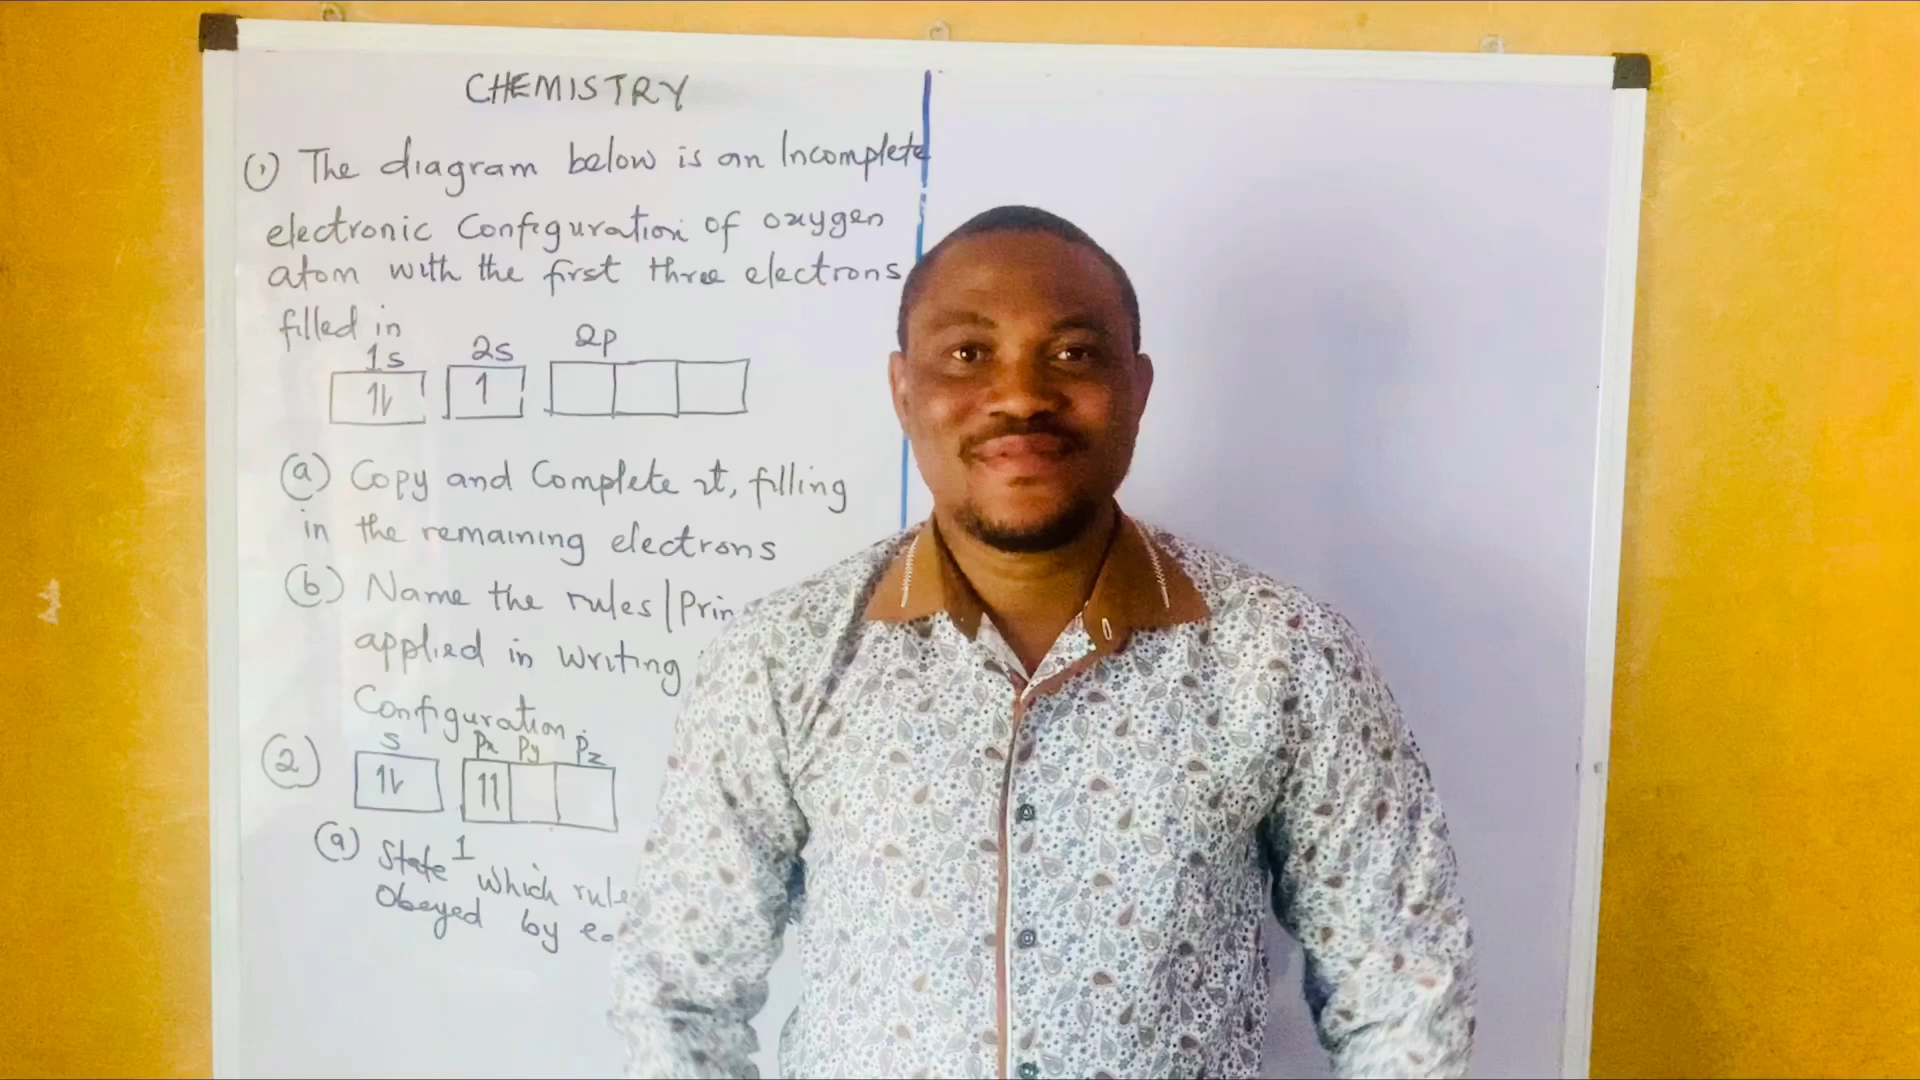 CHEMISTRY
① The diagram below is an Incomplete
electronic Configuration of oxygen
atom with the first three electrons
filled in
1s 2s 2p
1⇂ 1
ⓐ Copy and Complete it, filling
in the remaining electrons
ⓑ Name the rules/Prin
applied in writing
Configuration.
s Px Py Pz
② 1⇂ 11
ⓐ State 1 which rule
Obeyed by